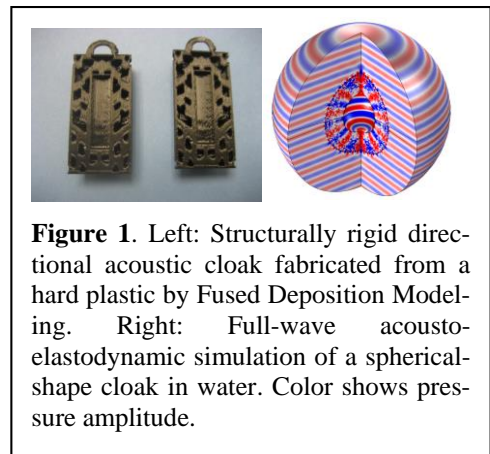 Figure 1. Left: Structurally rigid direc-
tional acoustic cloak fabricated from a
hard plastic by Fused Deposition Model-
ing. Right: Full-wave acousto-
elastodynamic simulation of a spherical-
shape cloak in water. Color shows pres-
sure amplitude.